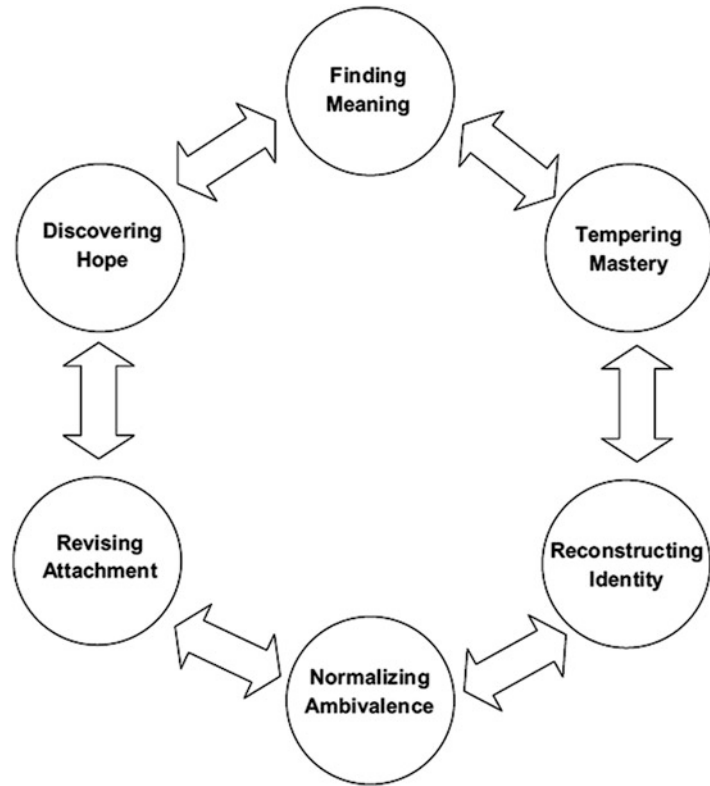 Finding
Meaning
Discovering
Hope
Tempering
Mastery
Revising
Attachment
Reconstructing
Identity
Normalizing
Ambivalence